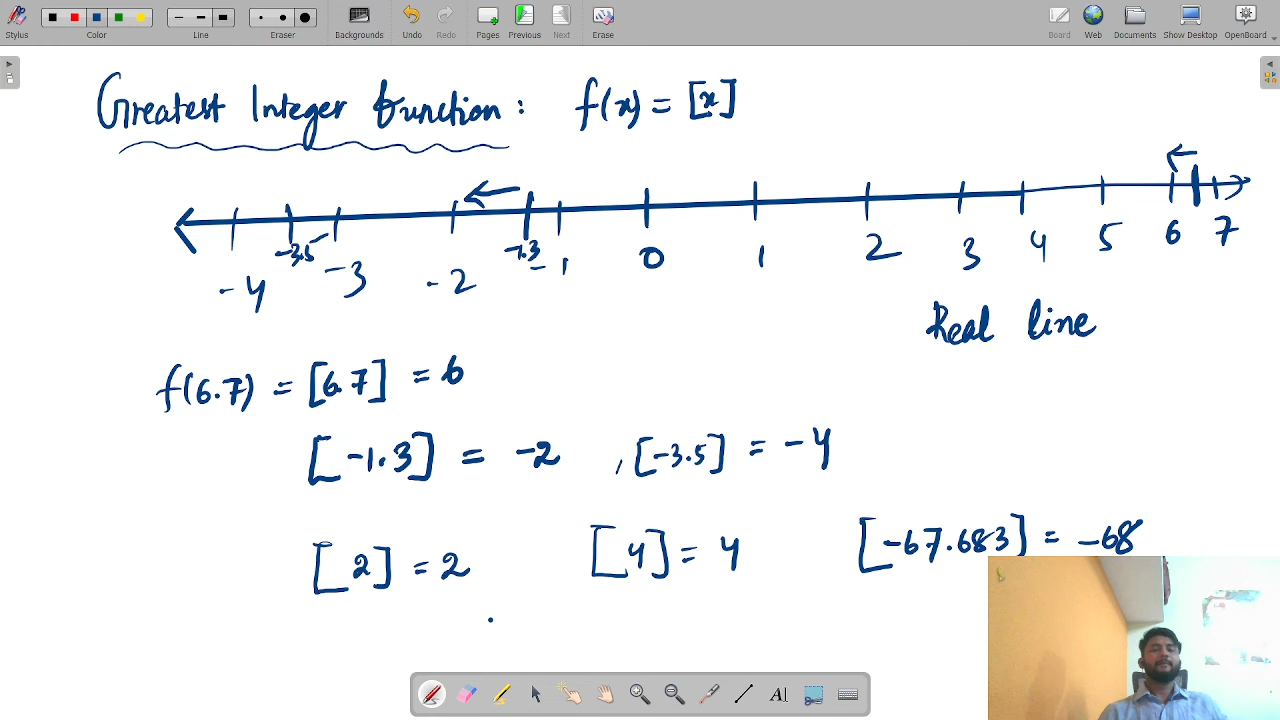 Stylus Color Line Eraser Backgrounds Undo Redo Pages Previous Next Erase Board Web Documents Show Desktop OpenBoard
Greatest Integer function : f(x) = [x]
-4 -3.5 -3 -2 -1.3 -1 0 1 2 3 4 5 6 7
Real line
f(6.7) = [6.7] = 6
[-1.3] = -2 , [-3.5] = -4
[2] = 2 [4] = 4 [-67.683] = -68